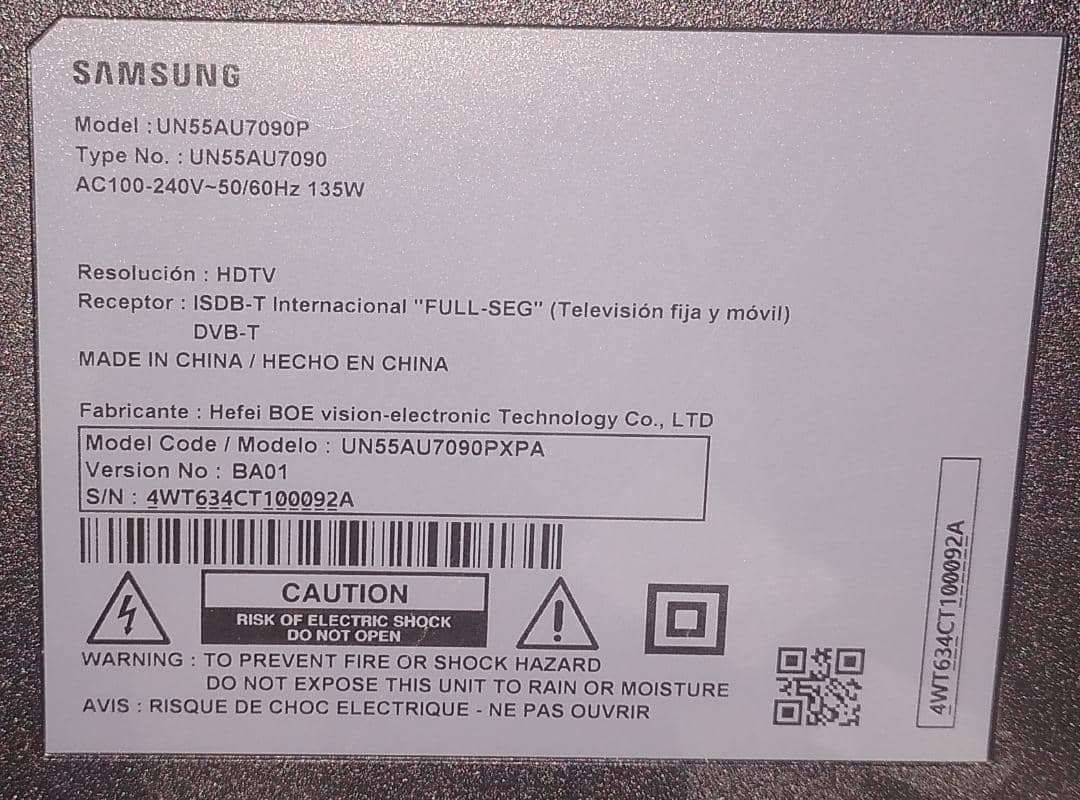 SAMSUNG
Model :UN55AU7090P
Type No. : UN55AU7090
AC100-240V~50/60Hz 135W
Resolución : HDTV
Receptor : ISDB-T Internacional "FULL-SEG" (Televisión fija y móvil)
DVB-T
MADE IN CHINA / HECHO EN CHINA
Fabricante : Hefei BOE vision-electronic Technology Co., LTD
Model Code / Modelo : UN55AU7090PXPA
Version No : BA01
S/N : 4WT634CT100092A
CAUTION
RISK OF ELECTRIC SHOCK
DO NOT OPEN
WARNING : TO PREVENT FIRE OR SHOCK HAZARD
DO NOT EXPOSE THIS UNIT TO RAIN OR MOISTURE
AVIS : RISQUE DE CHOC ELECTRIQUE - NE PAS OUVRIR
4WT634CT100092A